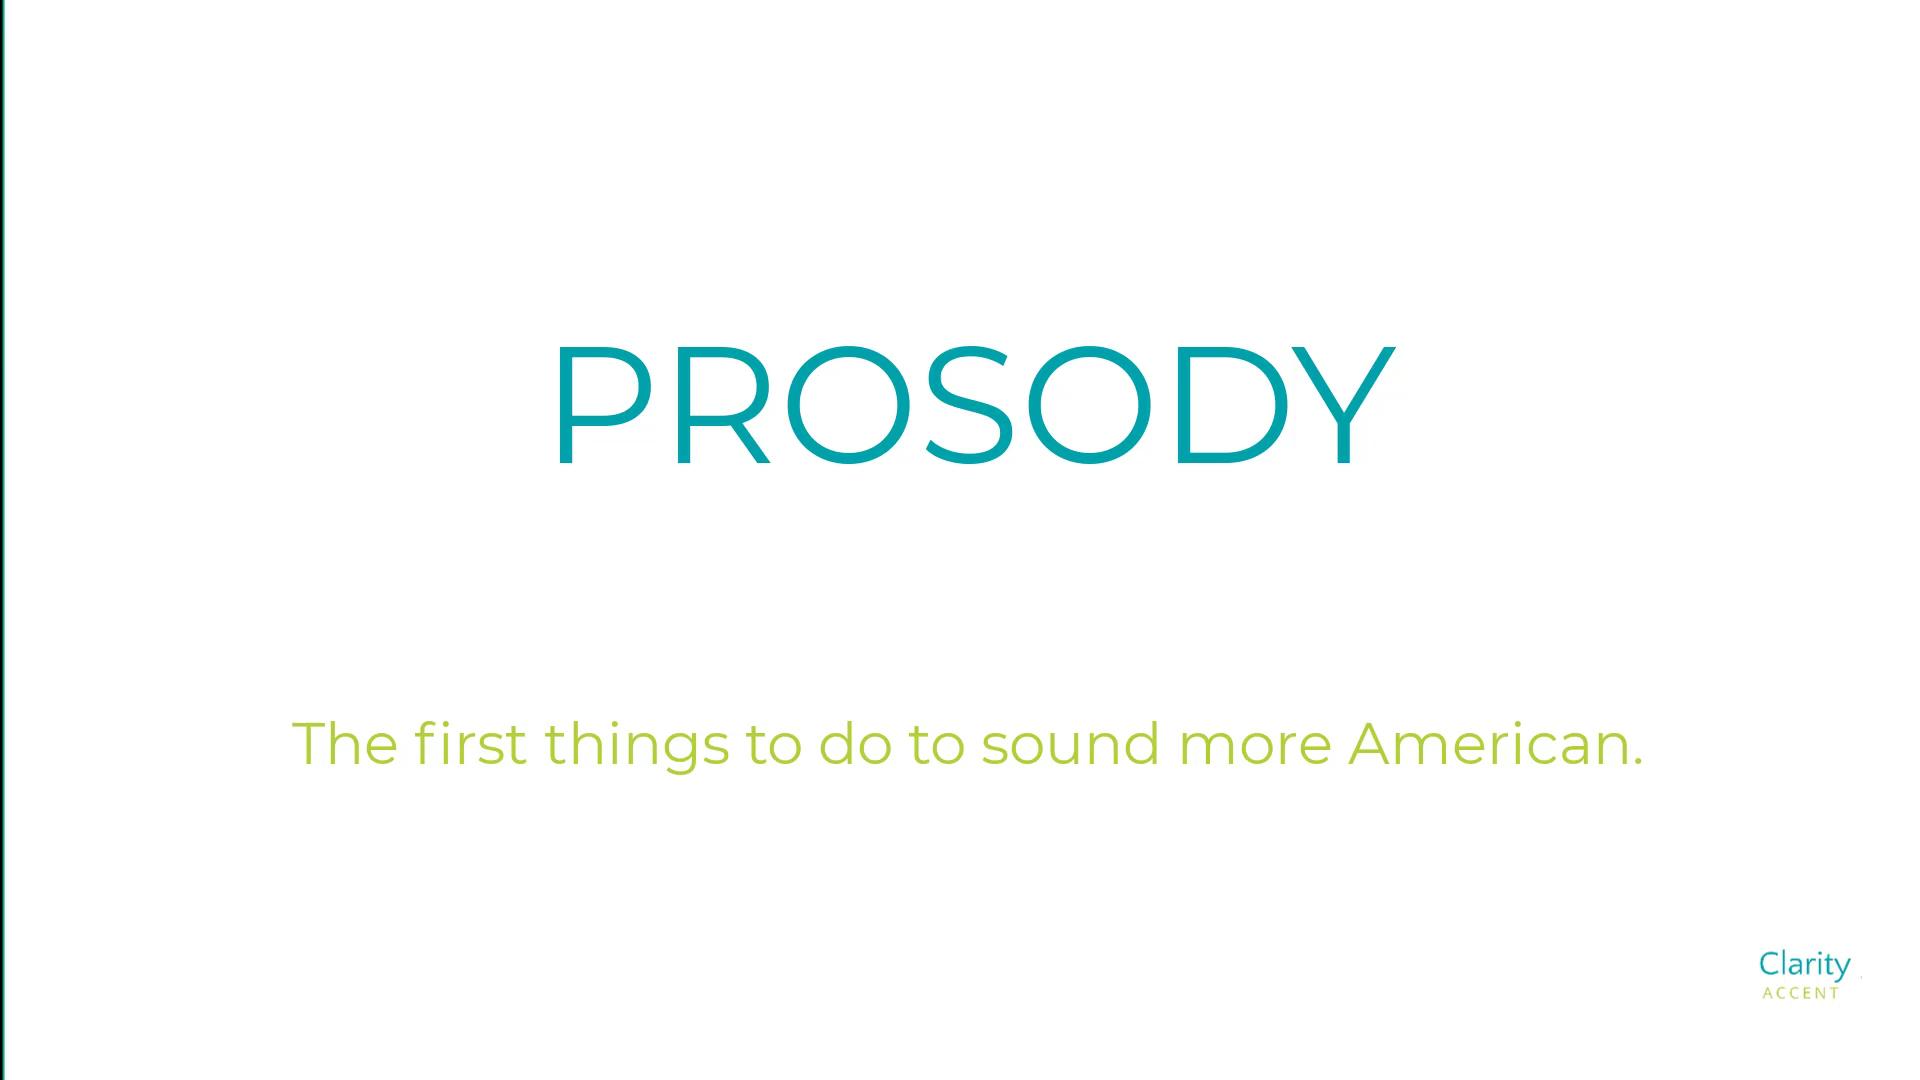 PROSODY
The first things to do to sound more American.
Clarity
ACCENT